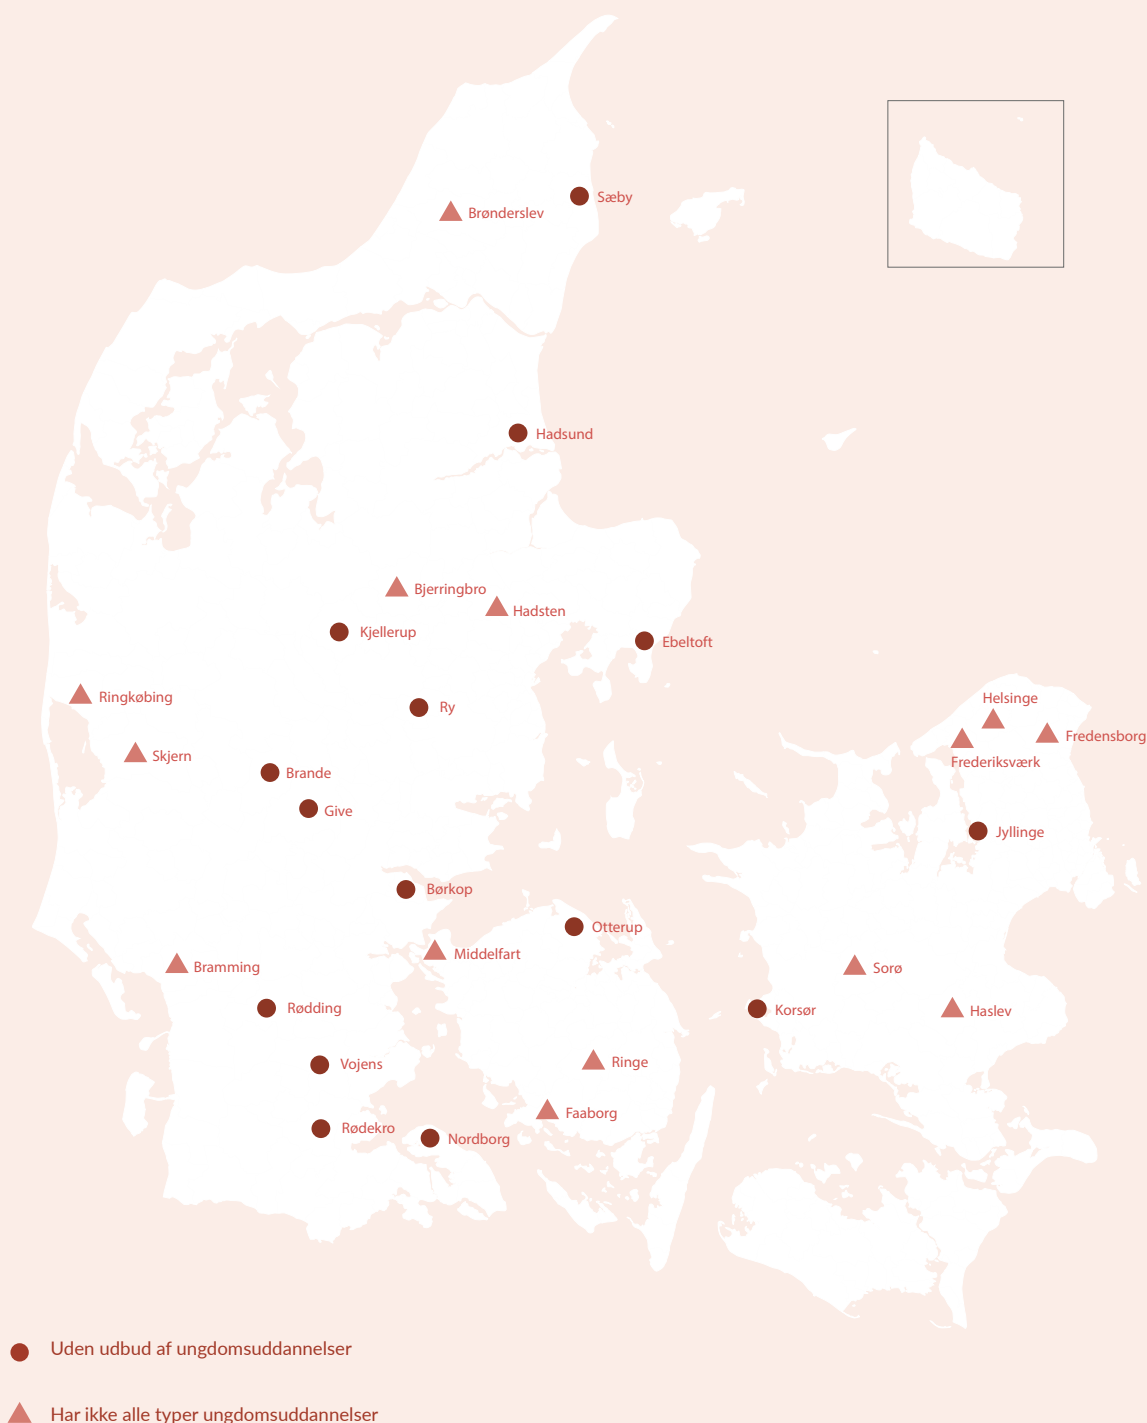 Sæby
Brønderslev
Hadsund
Bjerringbro
Hadsten
Kjellerup
Ebeltoft
Ringkøbing
Helsinge
Ry
Fredensborg
Skjern
Frederiksværk
Brande
Give
Jyllinge
Børkop
Otterup
Middelfart
Bramming
Sorø
Rødding
Korsør
Haslev
Ringe
Vojens
Faaborg
Rødekro
Nordborg
Uden udbud af ungdomsuddannelser
Har ikke alle typer ungdomsuddannelser